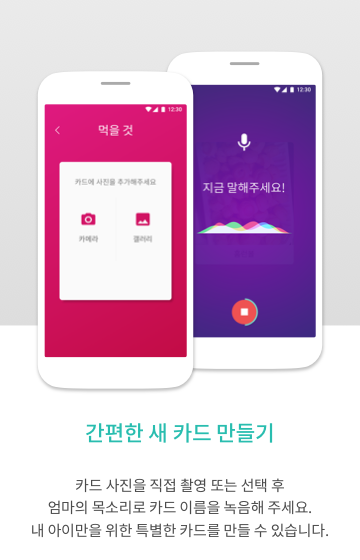 12:30
먹을 것
카드에 사진을 추가해주세요
카메라
갤러리
12:30
지금 말해주세요!
간편한 새 카드 만들기
카드 사진을 직접 촬영 또는 선택 후
엄마의 목소리로 카드 이름을 녹음해 주세요.
내 아이만을 위한 특별한 카드를 만들 수 있습니다.